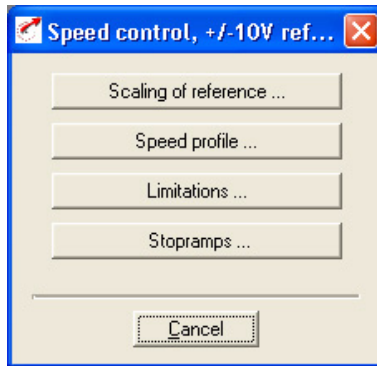 Speed control, +/-10V ref...
Scaling of reference ...
Speed profile ...
Limitations ...
Stopramps ...
Cancel